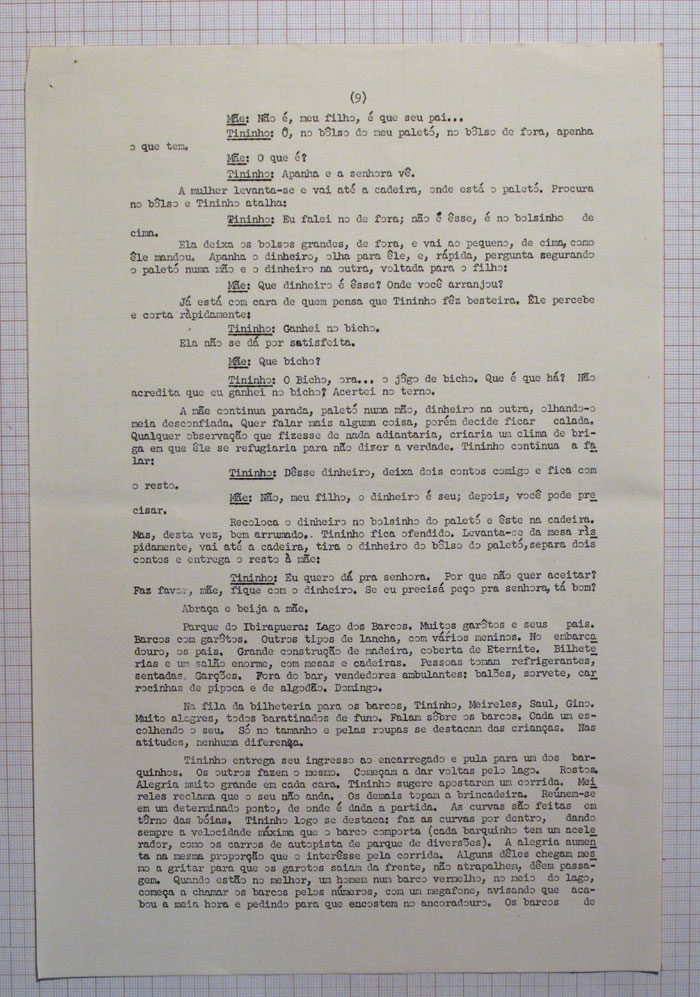 (9)
Mãe: Não é, meu filho, é que seu pai...
Tininho: Ô, no bôlso do meu paletó, no bôlso de fora, apenha
o que tem.
Mãe: O que é?
Tininho: Apanha e a senhora vê.
A mulher levanta-se e vai até a cadeira, onde está o paletó. Procura
no bôlso e Tininho atalha:
Tininho: Eu falei no de fora; não é êsse, é no bolsinho de
cima.
Ela deixa os bolsos grandes, de fora, e vai ao pequeno, de cima, como
êle mandou. Apanha o dinheiro, olha para êle, e, rápida, pergunta segurando
o paletó numa mão e o dinheiro na outra, voltada para o filho:
Mãe: Que dinheiro é êsse? Onde você arranjou?
Já está com cara de quem pensa que Tininho fêz besteira. Êle percebe
e corta ràpidamente:
Tininho: Ganhei no bicho.
Ela não se dá por satisfeita.
Mãe: Que bicho?
Tininho: O Bicho, ora... o jôgo de bicho. Que é que há? Não
acredita que eu ganhei no bicho? Acertei no terno.
A mãe continua parada, paletó numa mão, dinheiro na outra, olhando-o
meia desconfiada. Quer falar mais alguma coisa, porém decide ficar calada.
Qualquer observação que fizesse de nada adiantaria, criaria um clima de bri-
ga em que êle se refugiaria para não dizer a verdade. Tininho continua a fa
lar:
Tininho: Dêsse dinheiro, deixa dois contos comigo e fica com
o resto.
Mãe: Não, meu filho, o dinheiro é seu; depois, você pode pre
cisar.
Recoloca o dinheiro no bolsinho do paletó e êste na cadeira.
Mas, desta vez, bem arrumado.. Tininho fica ofendido. Levanta-se da mesa rìs
pidamente, vai até a cadeira, tira o dinheiro do bôlso do paletó, separa dois
contos e entrega o resto à mãe:
Tininho: Eu quero dá pra senhora. Por que não quer aceitar?
Faz favor, mãe, fique com o dinheiro. Se eu precisá peço pra senhora, tá bom?
Abraça e beija a mãe.
Parque do Ibirapuera: Lago dos Barcos. Muitos garôtos e seus pais.
Barcos com garôtos. Outros tipos de lancha, com vários meninos. No embarca
douro, os pais. Grande construção de madeira, coberta de Eternite. Bilhete
rias e um salão enorme, com mesas e cadeiras. Pessoas tomam refrigerantes,
sentadas. Garções. Fora do bar, vendedores ambulantes: balões, sorvete, car
rocinhas de pipoca e de algodão. Domingo.
Na fila da bilheteria para os barcos, Tininho, Meireles, Saul, Gino.
Muito alegres, todos baratinados de fumo. Falam sôbre os barcos. Cada um es-
colhendo o seu. Só no tamanho e pelas roupas se destacam das crianças. Nas
atitudes, nenhuma diferença.
Tininho entrega seu ingresso ao encarregado e pula para um dos bar-
quinhos. Os outros fazem o mesmo. Começam a dar voltas pelo lago. Rostos.
Alegria muito grande em cada cara. Tininho sugere apostarem um corrida. Mei
reles reclama que o seu não anda. Os demais topam a brincadeira. Reúnem-se
em um determinado ponto, de onde é dada a partida. As curvas são feitas em
tôrno das bóias. Tininho logo se destaca: faz as curvas por dentro, dando
sempre a velocidade máxima que o barco comporta (cada barquinho tem um acele
rador, como os carros de autopista de parque de diversões). A alegria aumen
ta na mesma proporção que o interêsse pela corrida. Alguns dêles chegam mes
mo a gritar para que os garotos saiam da frente, não atrapalhem, dêem passa-
gem. Quando estão no melhor, um homem num barco vermelho, no meio do lago,
começa a chamar os barcos pelos números, com um megafone, avisando que aca-
bou a meia hora e pedindo para que encostem no ancoradouro. Os barcos de